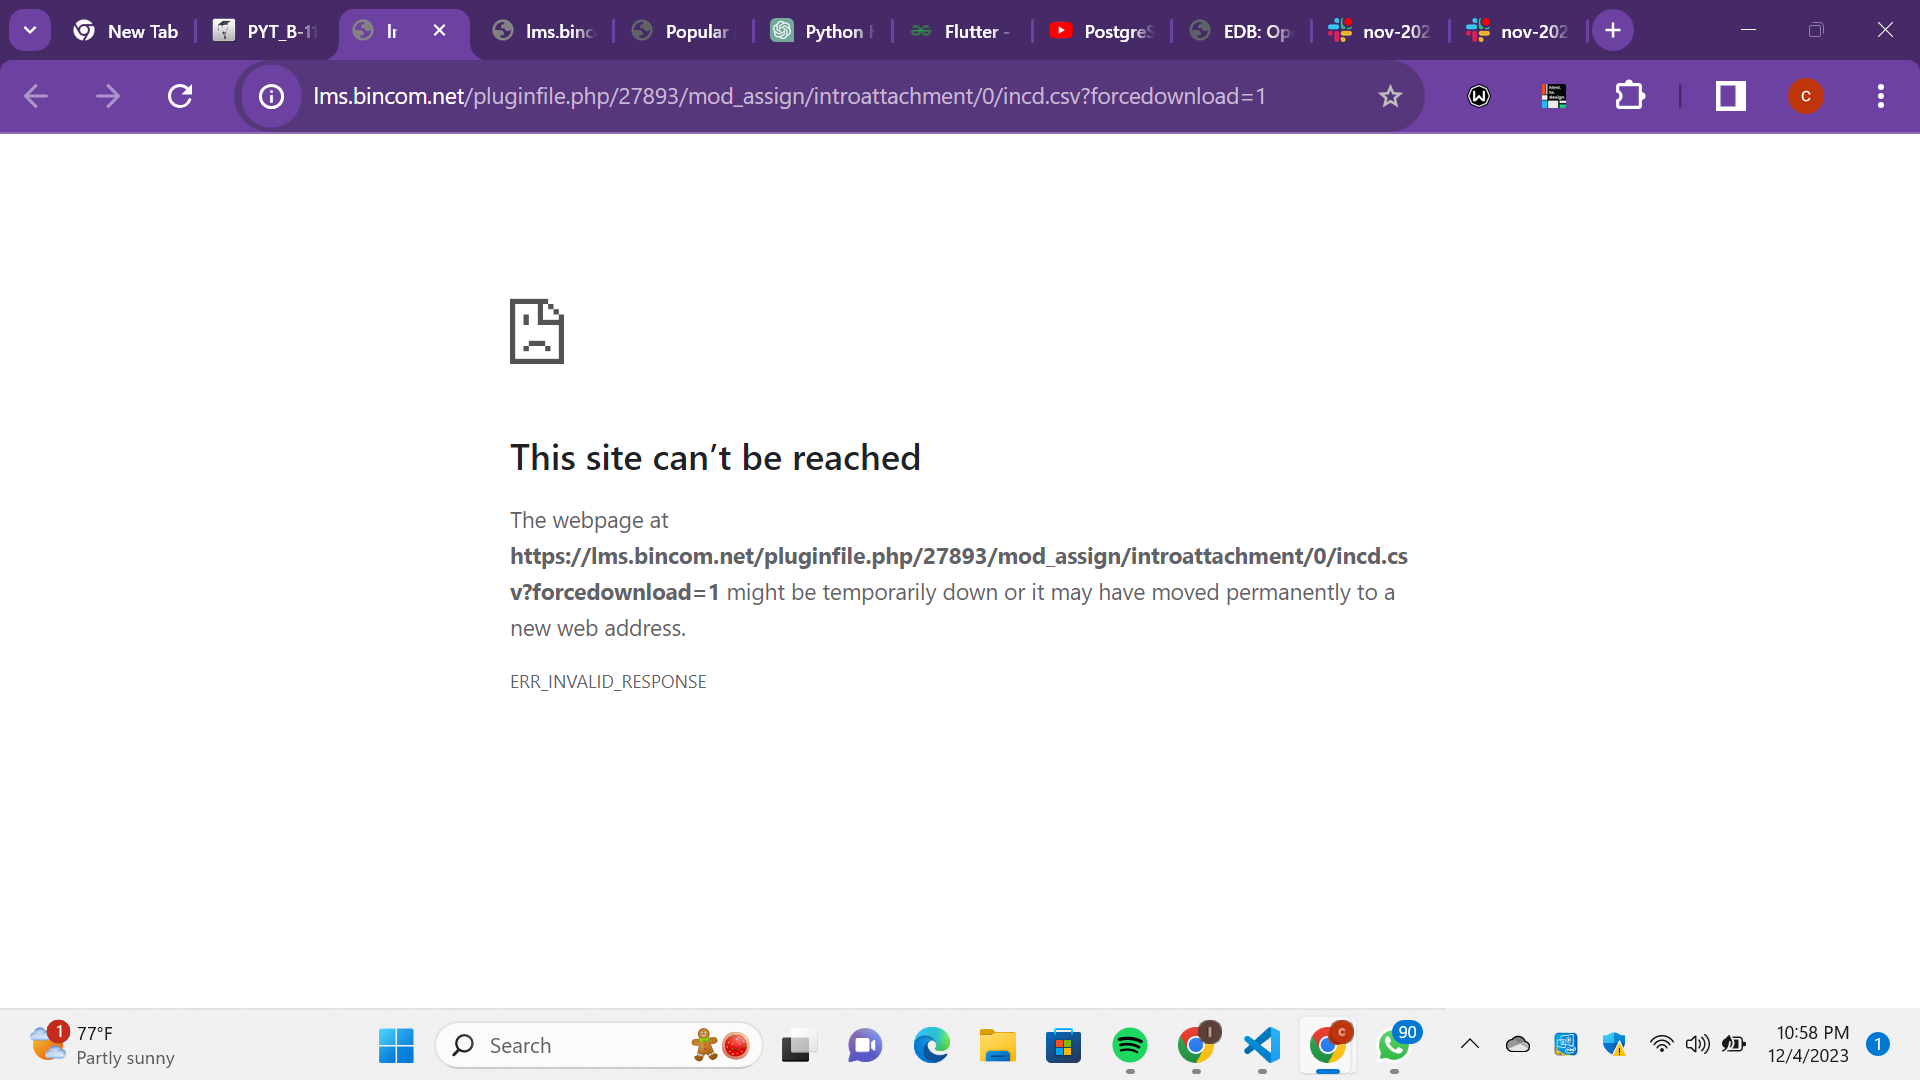 New Tab
PYT_B-11
lms.binc
Popular
Python
Flutter -
PostgreS
EDB: Op
nov-202
nov-202
lms.bincom.net/pluginfile.php/27893/mod_assign/introattachment/0/incd.csv?forcedownload=1
C
This site can’t be reached
The webpage at
https://lms.bincom.net/pluginfile.php/27893/mod_assign/introattachment/0/incd.cs
v?forcedownload=1 might be temporarily down or it may have moved permanently to a
new web address.
ERR_INVALID_RESPONSE
1
77°F
Partly sunny
Search
I
C
90
10:58 PM
12/4/2023
1